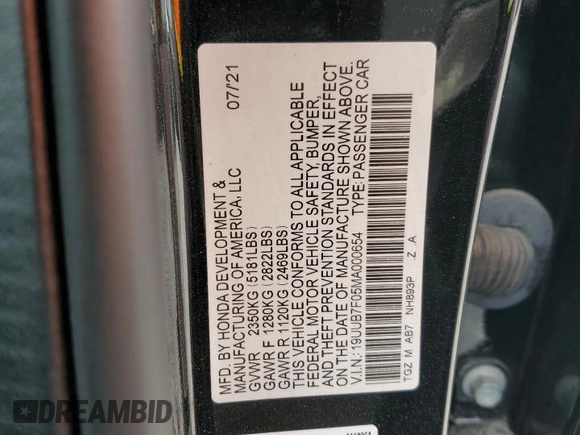 MFD. BY HONDA DEVELOPMENT &
MANUFACTURING OF AMERICA, LLC 07/21
GVWR 2350KG (5181LBS)
GAWR F 1280KG (2822LBS)
GAWR R 1120KG (2469LBS)
THIS VEHICLE CONFORMS TO ALL APPLICABLE
FEDERAL MOTOR VEHICLE SAFETY, BUMPER,
AND THEFT PREVENTION STANDARDS IN EFFECT
ON THE DATE OF MANUFACTURE SHOWN ABOVE.
V.I.N.: 19UUB7F05MA000654 TYPE: PASSENGER CAR
TGZ M AB7 NH893P Z A
DREAMBID